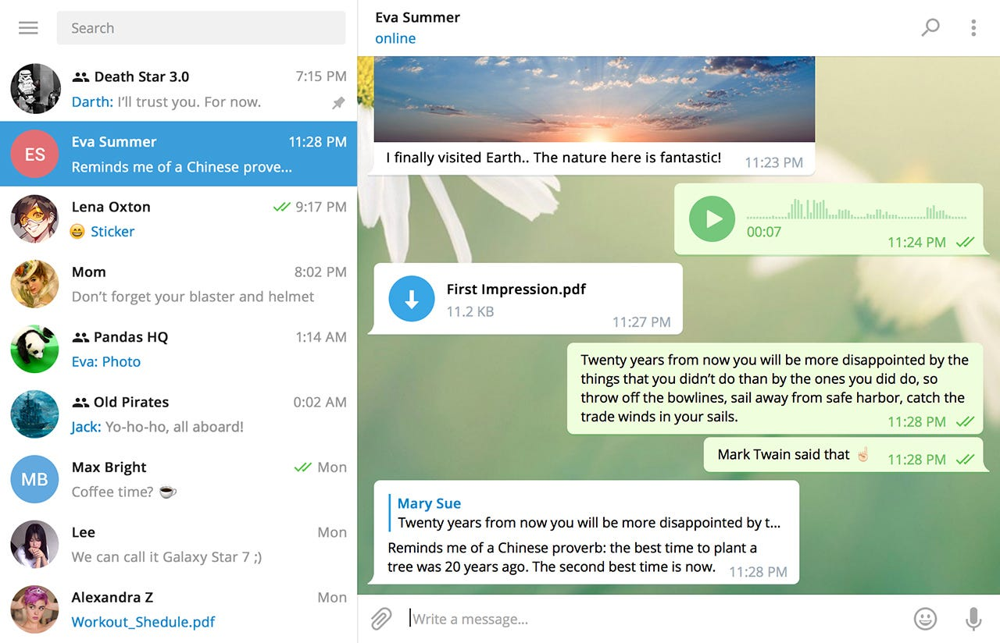 Search
Death Star 3.0
7:15 PM
Darth: I'll trust you. For now.
ES
Eva Summer
11:28 PM
Reminds me of a Chinese prove...
Lena Oxton
9:17 PM
Sticker
Mom
8:02 PM
Don't forget your blaster and helmet
Pandas HQ
1:14 AM
Eva: Photo
Old Pirates
0:02 AM
Jack: Yo-ho-ho, all aboard!
MB
Max Bright
Mon
Coffee time? ☕
Lee
Mon
We can call it Galaxy Star 7 ;)
Alexandra Z
Mon
Workout_Shedule.pdf
Eva Summer
online
I finally visited Earth.. The nature here is fantastic!
11:23 PM
00:07
11:24 PM
First Impression.pdf
11.2 KB
11:27 PM
Twenty years from now you will be more disappointed by the
things that you didn't do than by the ones you did do, so
throw off the bowlines, sail away from safe harbor, catch the
trade winds in your sails.
11:28 PM
Mark Twain said that ☝🏻
11:28 PM
Mary Sue
Twenty years from now you will be more disappointed by t...
Reminds me of a Chinese proverb: the best time to plant a
tree was 20 years ago. The second best time is now.
11:28 PM
Write a message...